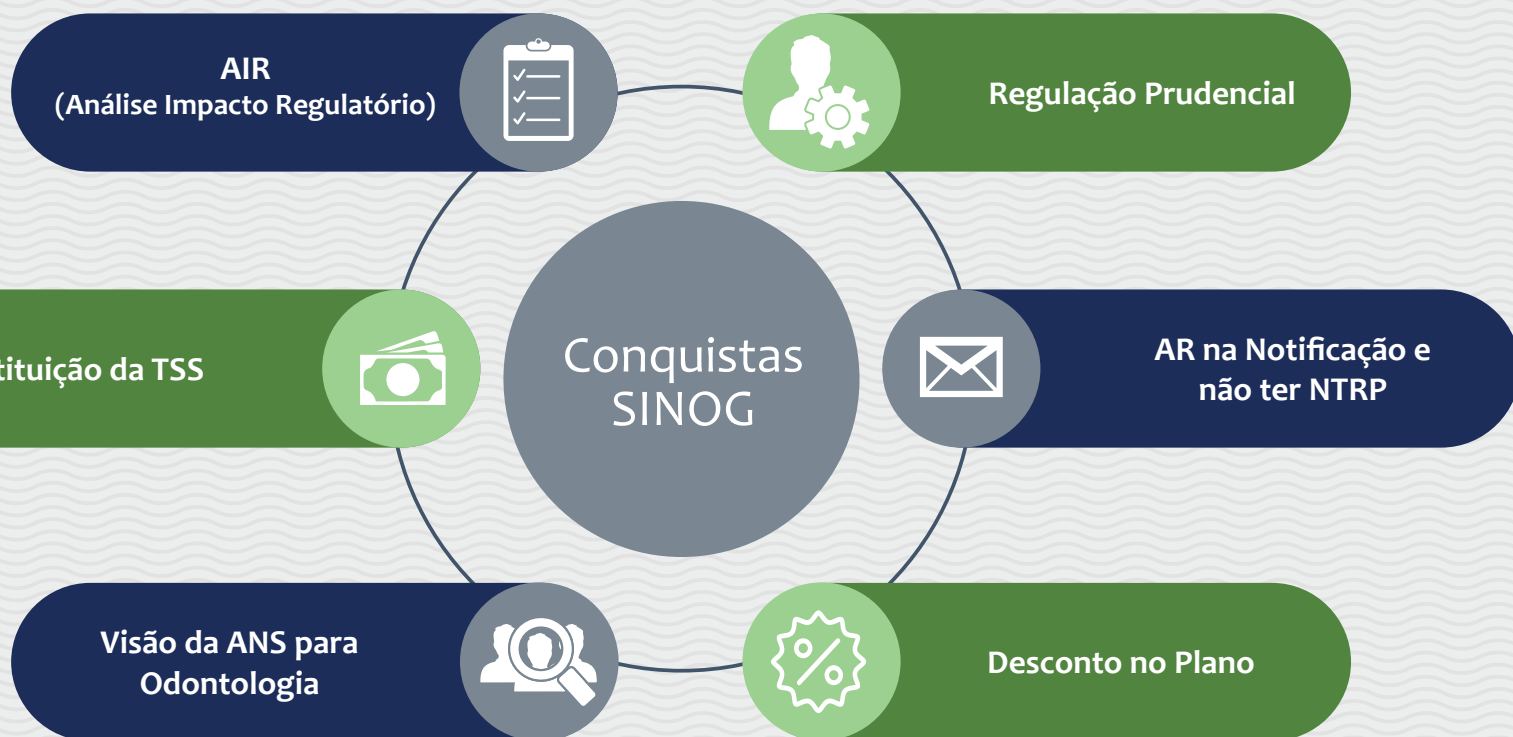 AIR
(Análise Impacto Regulatório)
Regulação Prudencial
da TSS
Conquistas
SINOG
AR na Notificação e
não ter NTRP
Visão da ANS para
Odontologia
Desconto no Plano